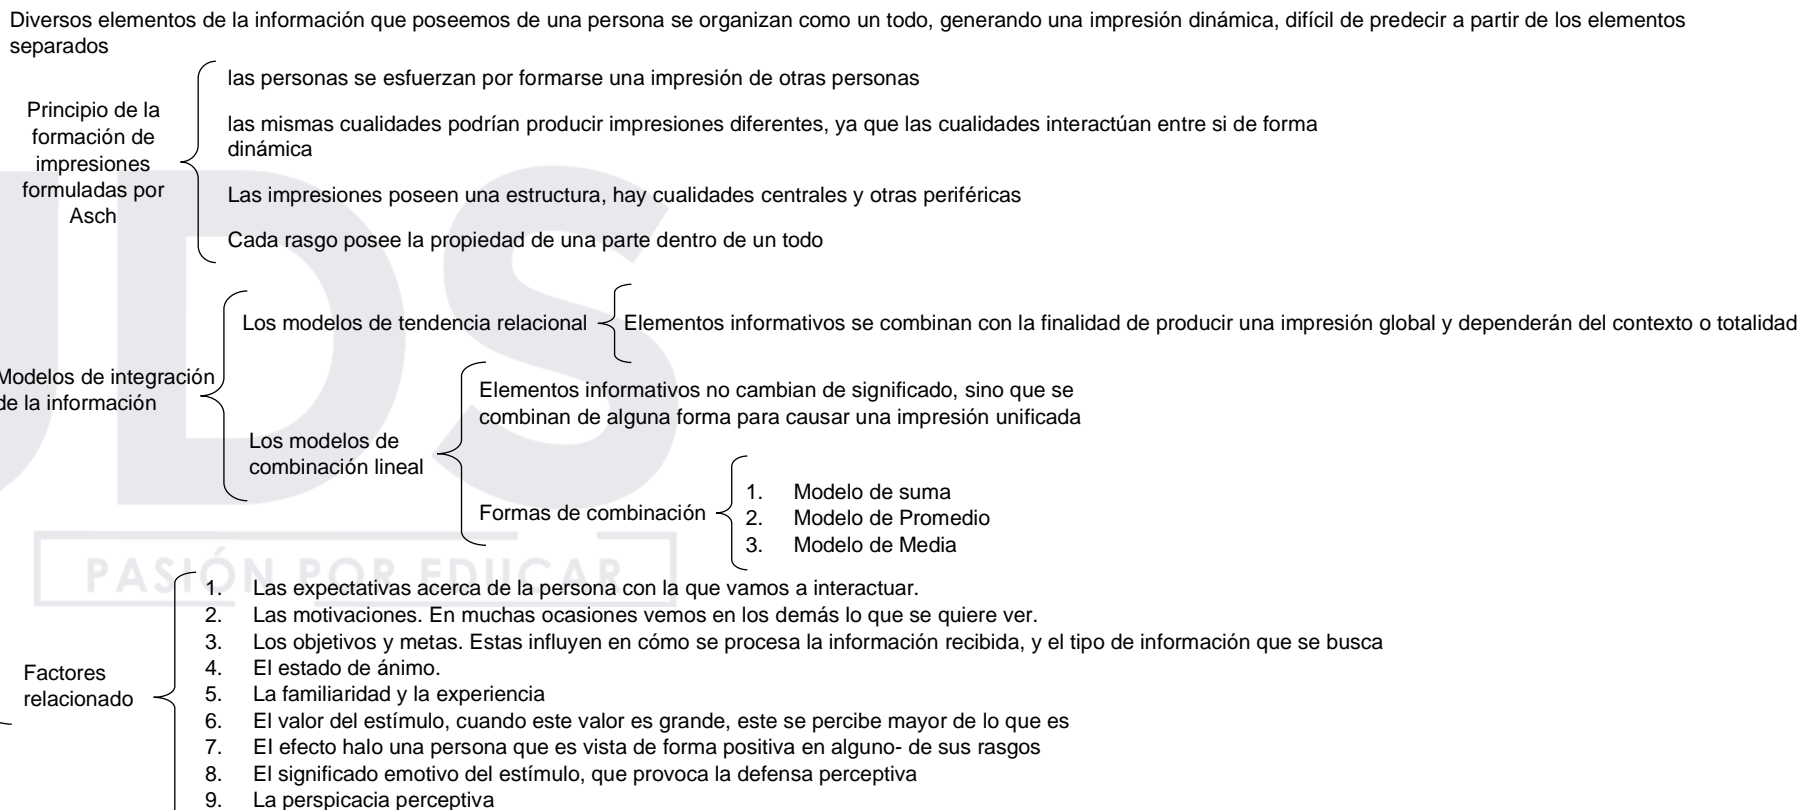 Diversos elementos de la información que poseemos de una persona se organizan como un todo, generando una impresión dinámica, difícil de predecir a partir de los elementos
separados
Principio de la
formación de
impresiones
formuladas por
Asch
las personas se esfuerzan por formarse una impresión de otras personas
las mismas cualidades podrían producir impresiones diferentes, ya que las cualidades interactúan entre si de forma
dinámica
Las impresiones poseen una estructura, hay cualidades centrales y otras periféricas
Cada rasgo posee la propiedad de una parte dentro de un todo
Modelos de integración
de la información
Los modelos de tendencia relacional
Elementos informativos se combinan con la finalidad de producir una impresión global y dependerán del contexto o totalidad
Los modelos de
combinación lineal
Elementos informativos no cambian de significado, sino que se
combinan de alguna forma para causar una impresión unificada
Formas de combinación
1. Modelo de suma
2. Modelo de Promedio
3. Modelo de Media
UDS
PASIÓN POR EDUCAR
Factores
relacionado
1. Las expectativas acerca de la persona con la que vamos a interactuar.
2. Las motivaciones. En muchas ocasiones vemos en los demás lo que se quiere ver.
3. Los objetivos y metas. Estas influyen en cómo se procesa la información recibida, y el tipo de información que se busca
4. El estado de ánimo.
5. La familiaridad y la experiencia
6. El valor del estímulo, cuando este valor es grande, este se percibe mayor de lo que es
7. El efecto halo una persona que es vista de forma positiva en alguno- de sus rasgos
8. El significado emotivo del estímulo, que provoca la defensa perceptiva
9. La perspicacia perceptiva